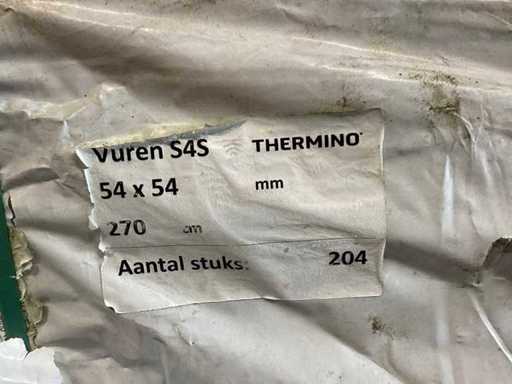 Vuren S4S THERMINO
54 x 54 mm
270 cm
Aantal stuks: 204